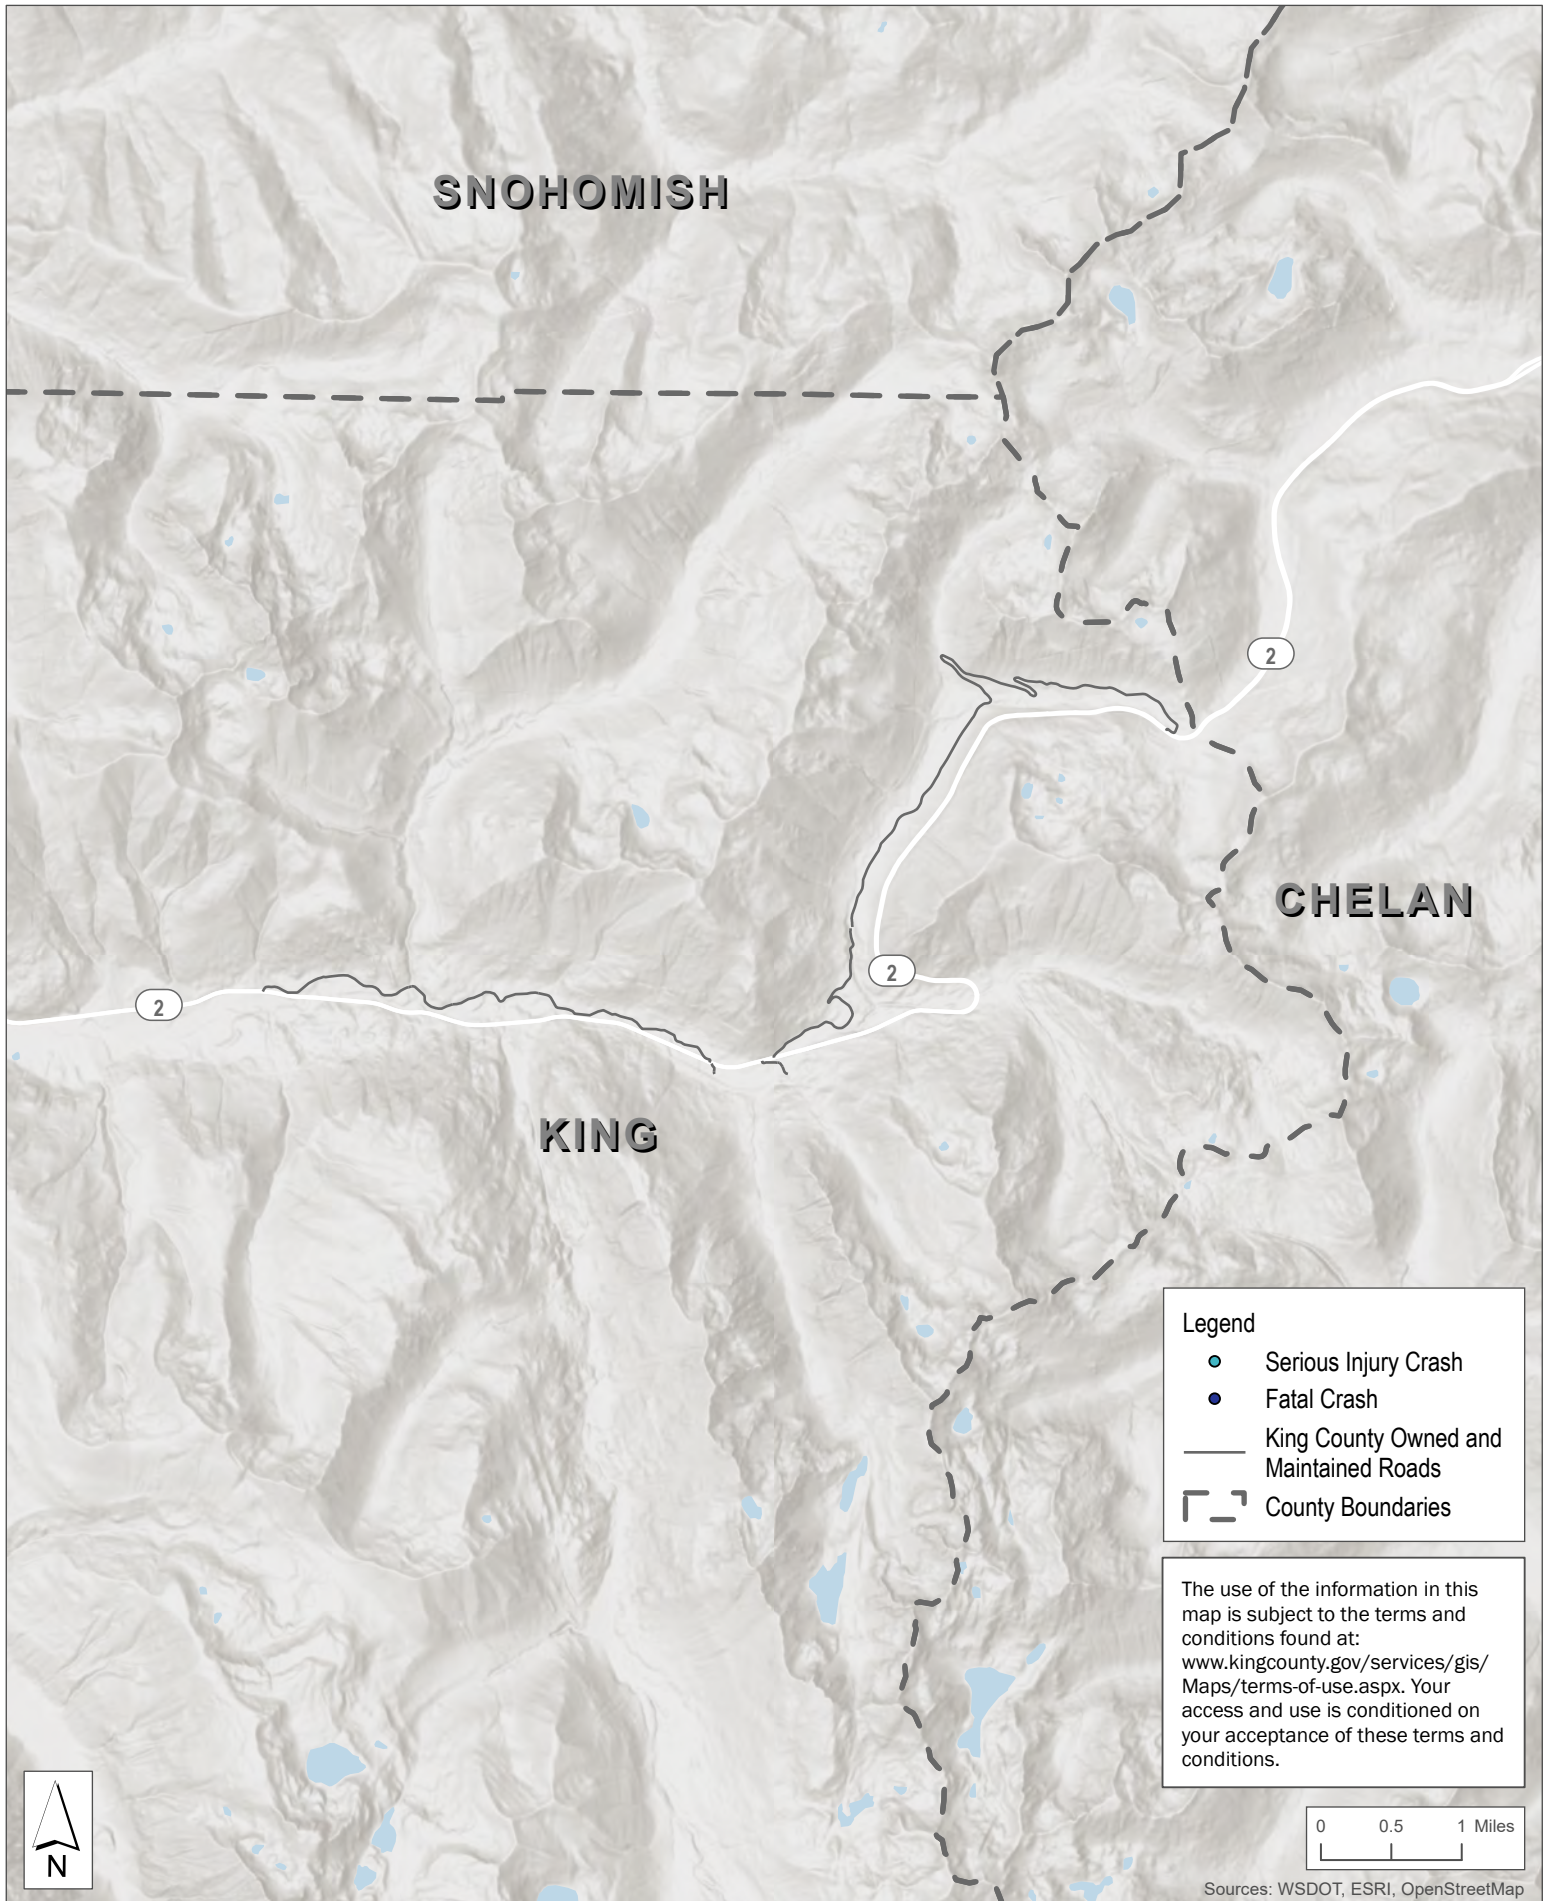 SNOHOMISH
2
CHELAN
2
2
KING
Legend
Serious Injury Crash
Fatal Crash
King County Owned and
Maintained Roads
County Boundaries
The use of the information in this
map is subject to the terms and
conditions found at:
www.kingcounty.gov/services/gis/
Maps/terms-of-use.aspx. Your
access and use is conditioned on
your acceptance of these terms and
conditions.
0 0.5 1 Miles
N
Sources: WSDOT, ESRI, OpenStreetMap